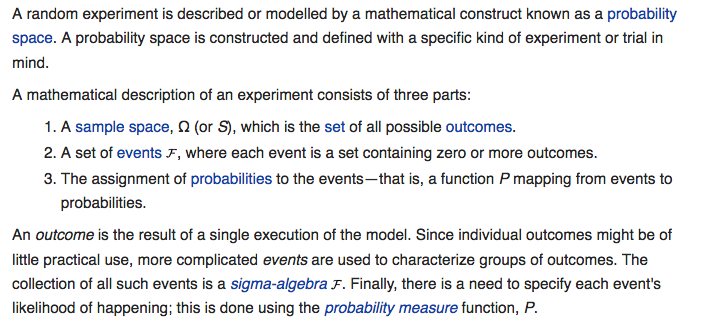 A random experiment is described or modelled by a mathematical construct known as a probability
space. A probability space is constructed and defined with a specific kind of experiment or trial in
mind.
A mathematical description of an experiment consists of three parts:
1. A sample space, Ω (or S), which is the set of all possible outcomes.
2. A set of events ℱ, where each event is a set containing zero or more outcomes.
3. The assignment of probabilities to the events—that is, a function P mapping from events to
probabilities.
An outcome is the result of a single execution of the model. Since individual outcomes might be of
little practical use, more complicated events are used to characterize groups of outcomes. The
collection of all such events is a sigma-algebra ℱ. Finally, there is a need to specify each event's
likelihood of happening; this is done using the probability measure function, P.